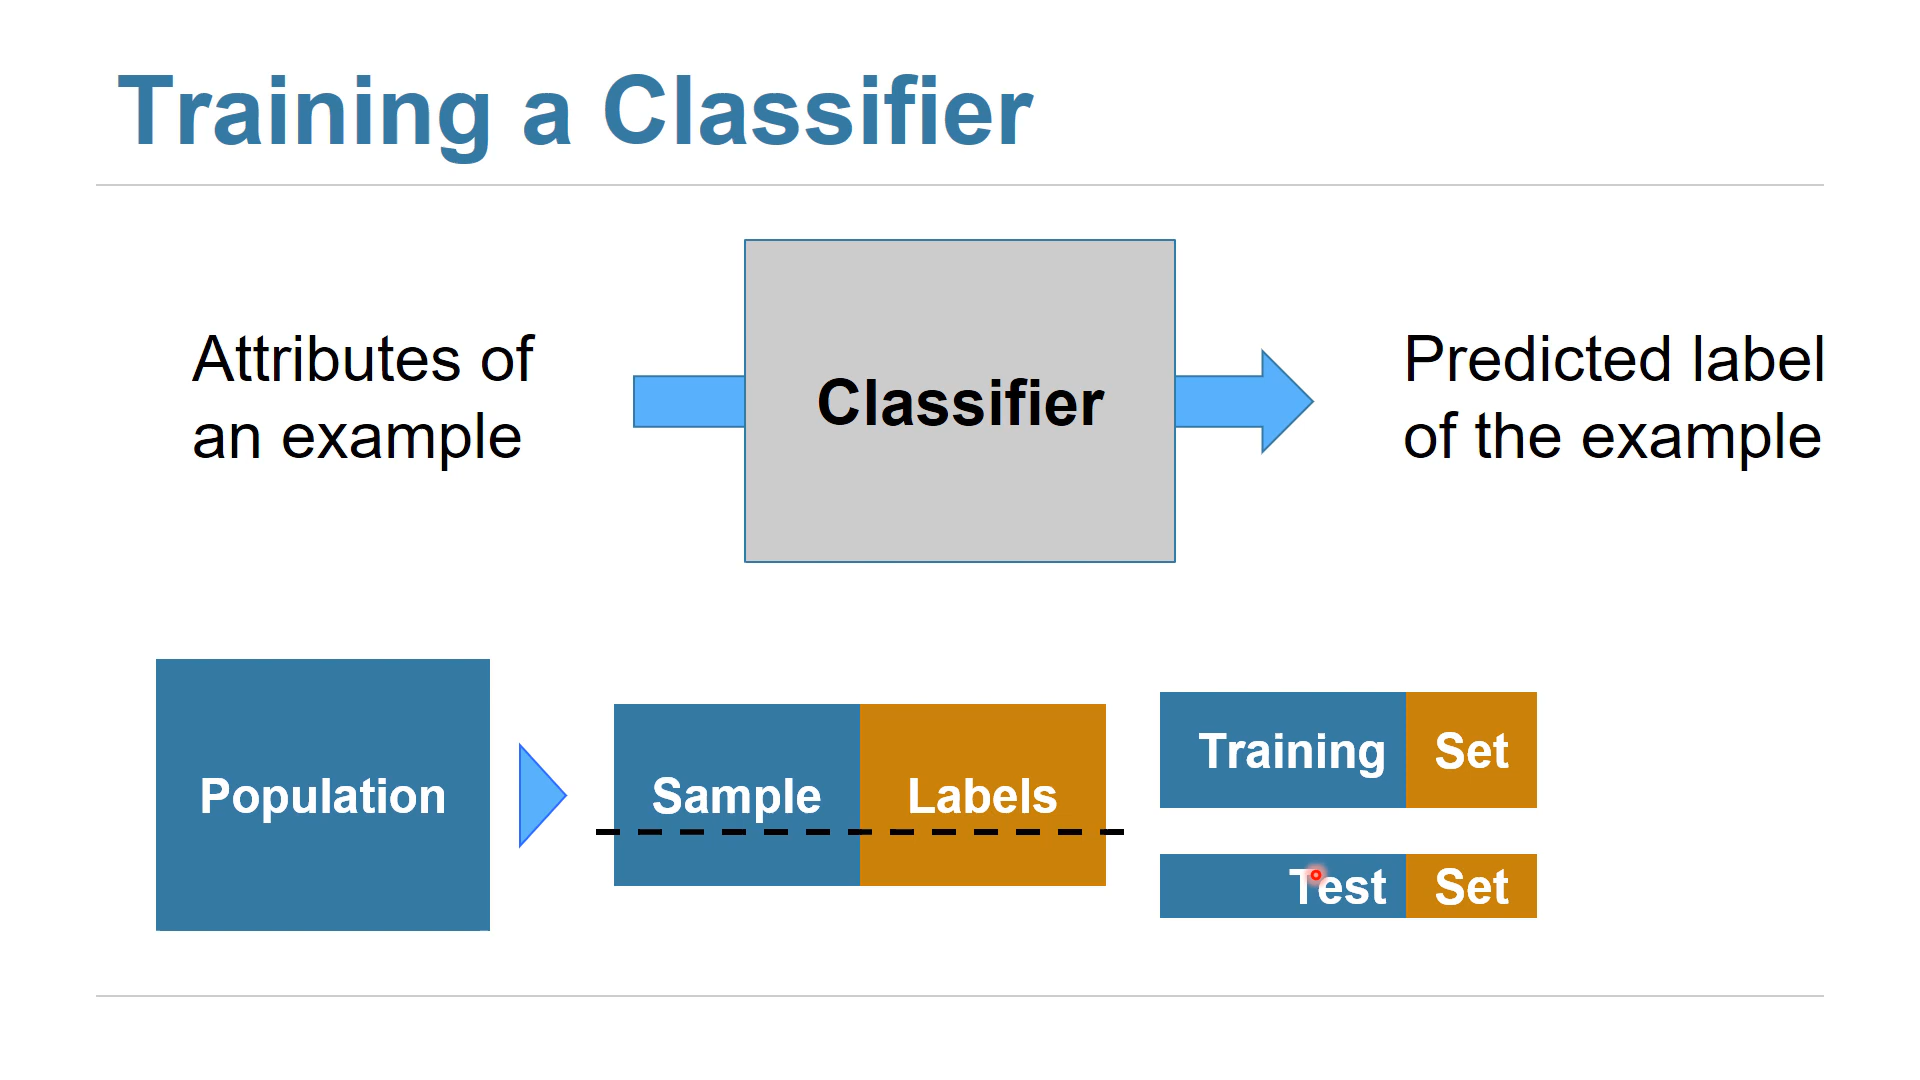 Training a Classifier
Attributes of
an example
Classifier
Predicted label
of the example
Population
Sample
Labels
Training Set
Test Set